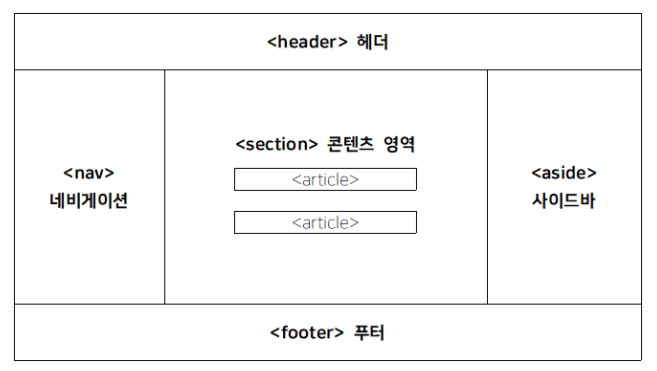 <header> 헤더
<nav>
네비게이션
<section> 콘텐츠 영역
<article>
<article>
<aside>
사이드바
<footer> 푸터